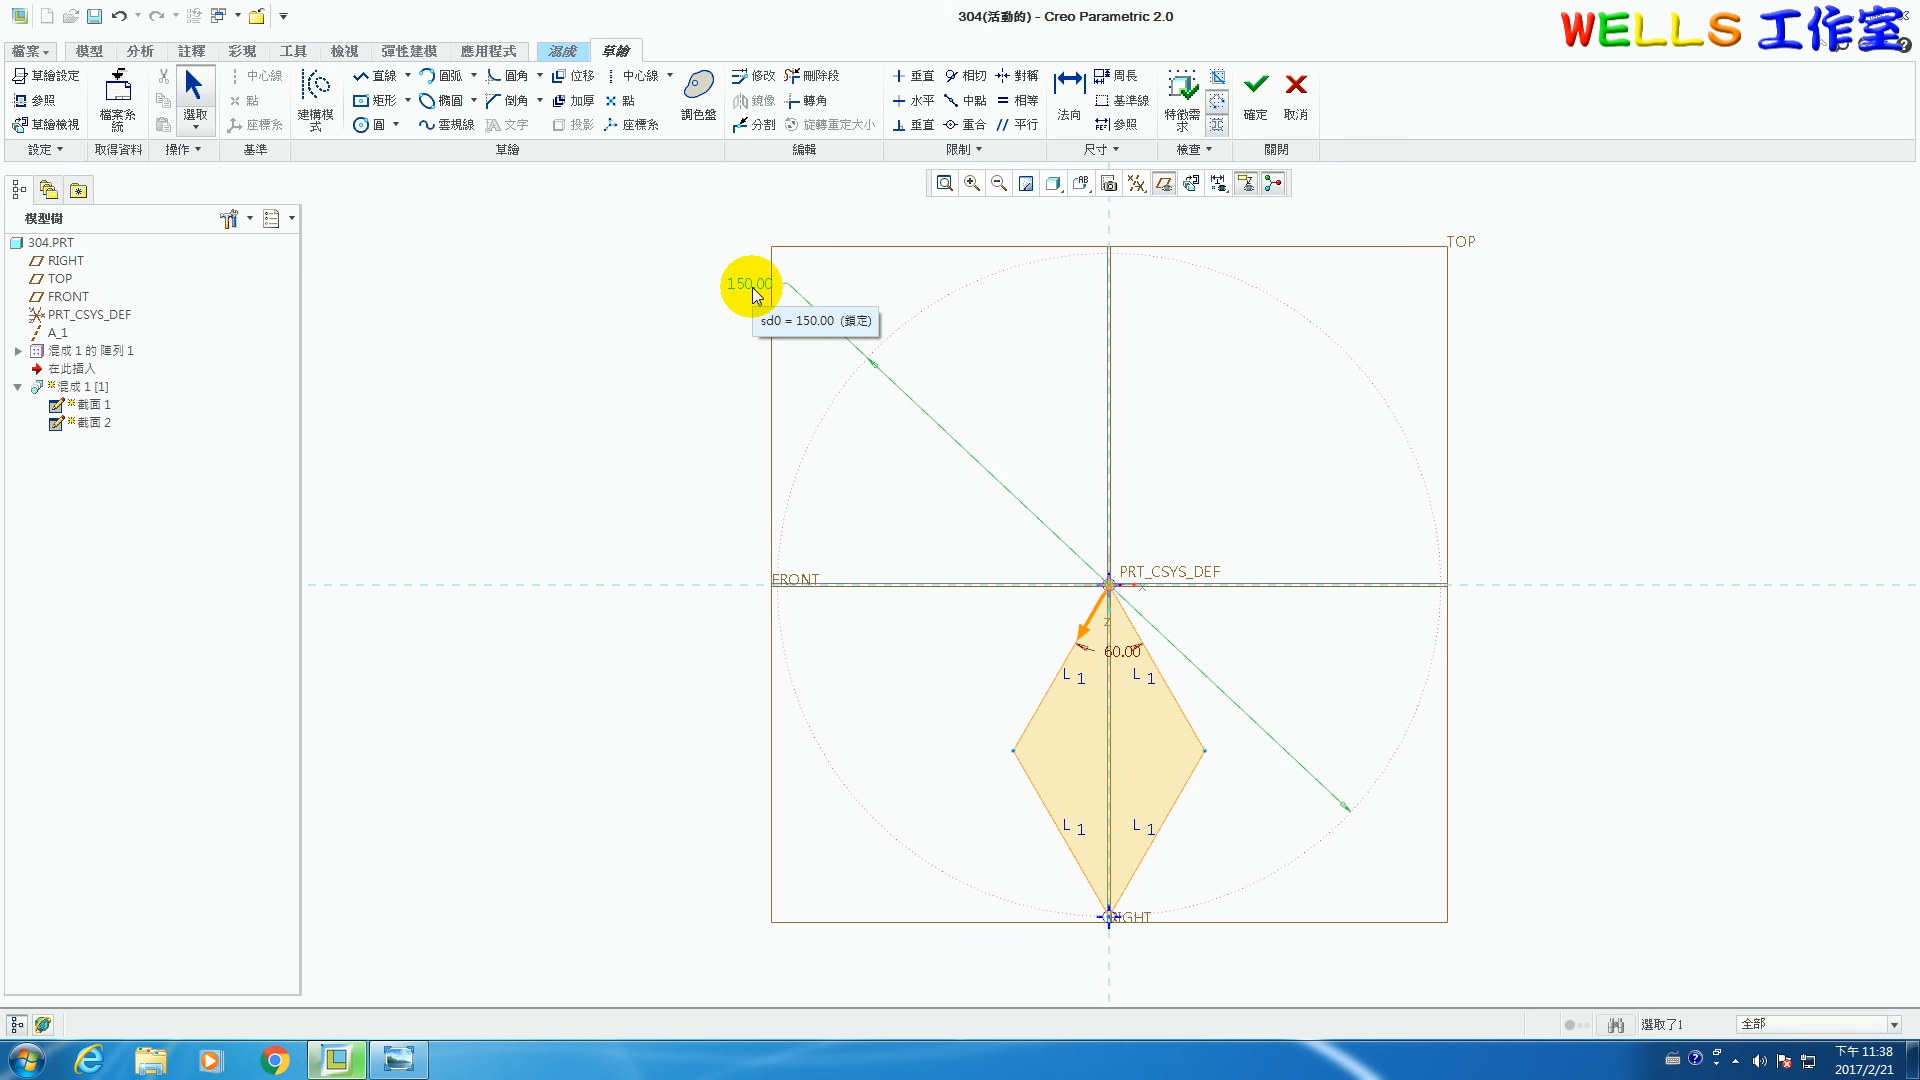 304(活動的) - Creo Parametric 2.0
WELLS 工作室
檔案 模型 分析 註釋 彩現 工具 檢視 彈性建模 應用程式 混成 草繪
草繪設定 中心線 直線 圓弧 圓角 位移 中心線 修改 刪除段 垂直 相切 對稱 周長
參照 點 矩形 橢圓 倒角 加厚 點 鏡像 轉角 水平 中點 相等 基準線
草繪檢視 檔案系統 選取 座標系 建構模式 圓 雲規線 文字 投影 座標系 調色盤 分割 旋轉重定大小 垂直 重合 平行 法向 參照 特徵需求 確定 取消
設定 取得資料 操作 基準 草繪 編輯 限制 尺寸 檢查 關閉
模型樹
304.PRT
RIGHT
TOP
FRONT
PRT_CSYS_DEF
A_1
混成 1 的 陣列 1
在此插入
混成 1 [1]
截面 1
截面 2
TOP
150.00
sd0 = 150.00 (鎖定)
PRT_CSYS_DEF
FRONT
X
Z
60.00
L 1 L 1
L 1 L 1
RIGHT
選取了1 全部
下午 11:38
2017/2/21